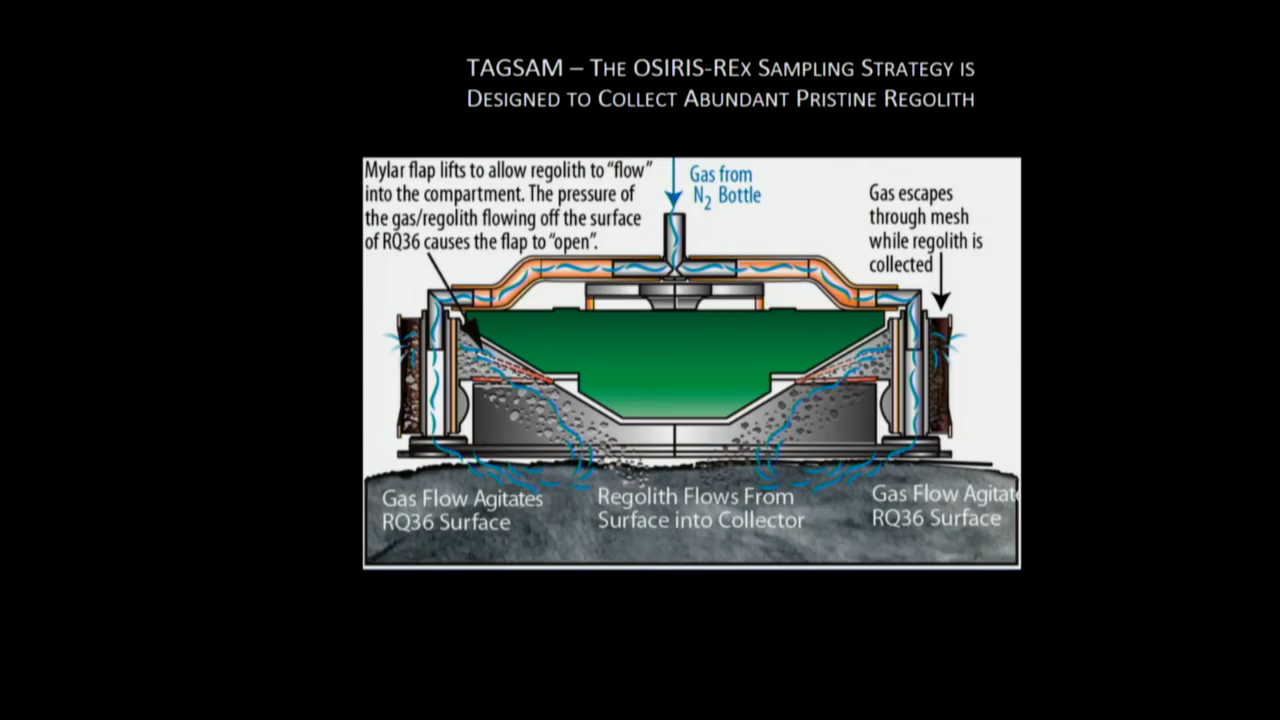 TAGSAM – THE OSIRIS-REX SAMPLING STRATEGY IS
DESIGNED TO COLLECT ABUNDANT PRISTINE REGOLITH
Mylar flap lifts to allow regolith to “flow”
into the compartment. The pressure of
the gas/regolith flowing off the surface
of RQ36 causes the flap to “open”.
Gas from
N2 Bottle
Gas escapes
through mesh
while regolith is
collected
Gas Flow Agitates
RQ36 Surface
Regolith Flows From
Surface into Collector
Gas Flow Agitat
RQ36 Surface